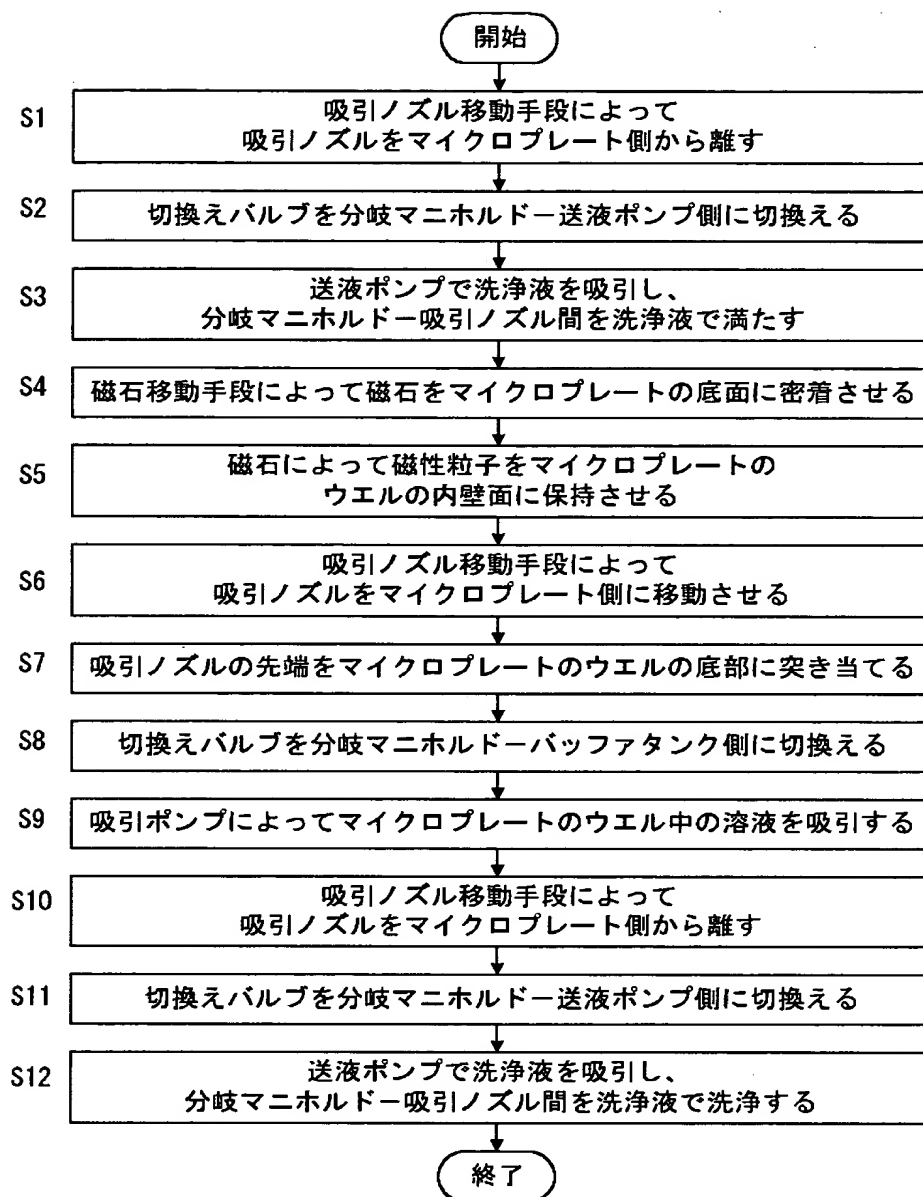 開始
S1
吸引ノズル移動手段によって
吸引ノズルをマイクロプレート側から離す
S2
切換えバルブを分岐マニホルドー送液ポンプ側に切換える
S3
送液ポンプで洗浄液を吸引し、
分岐マニホルドー吸引ノズル間を洗浄液で満たす
S4
磁石移動手段によって磁石をマイクロプレートの底面に密着させる
S5
磁石によって磁性粒子をマイクロプレートの
ウエルの内壁面に保持させる
S6
吸引ノズル移動手段によって
吸引ノズルをマイクロプレート側に移動させる
S7
吸引ノズルの先端をマイクロプレートのウエルの底部に突き当てる
S8
切換えバルブを分岐マニホルドーバッファタンク側に切換える
S9
吸引ポンプによってマイクロプレートのウエル中の溶液を吸引する
S10
吸引ノズル移動手段によって
吸引ノズルをマイクロプレート側から離す
S11
切換えバルブを分岐マニホルドー送液ポンプ側に切換える
S12
送液ポンプで洗浄液を吸引し、
分岐マニホルドー吸引ノズル間を洗浄液で洗浄する
終了